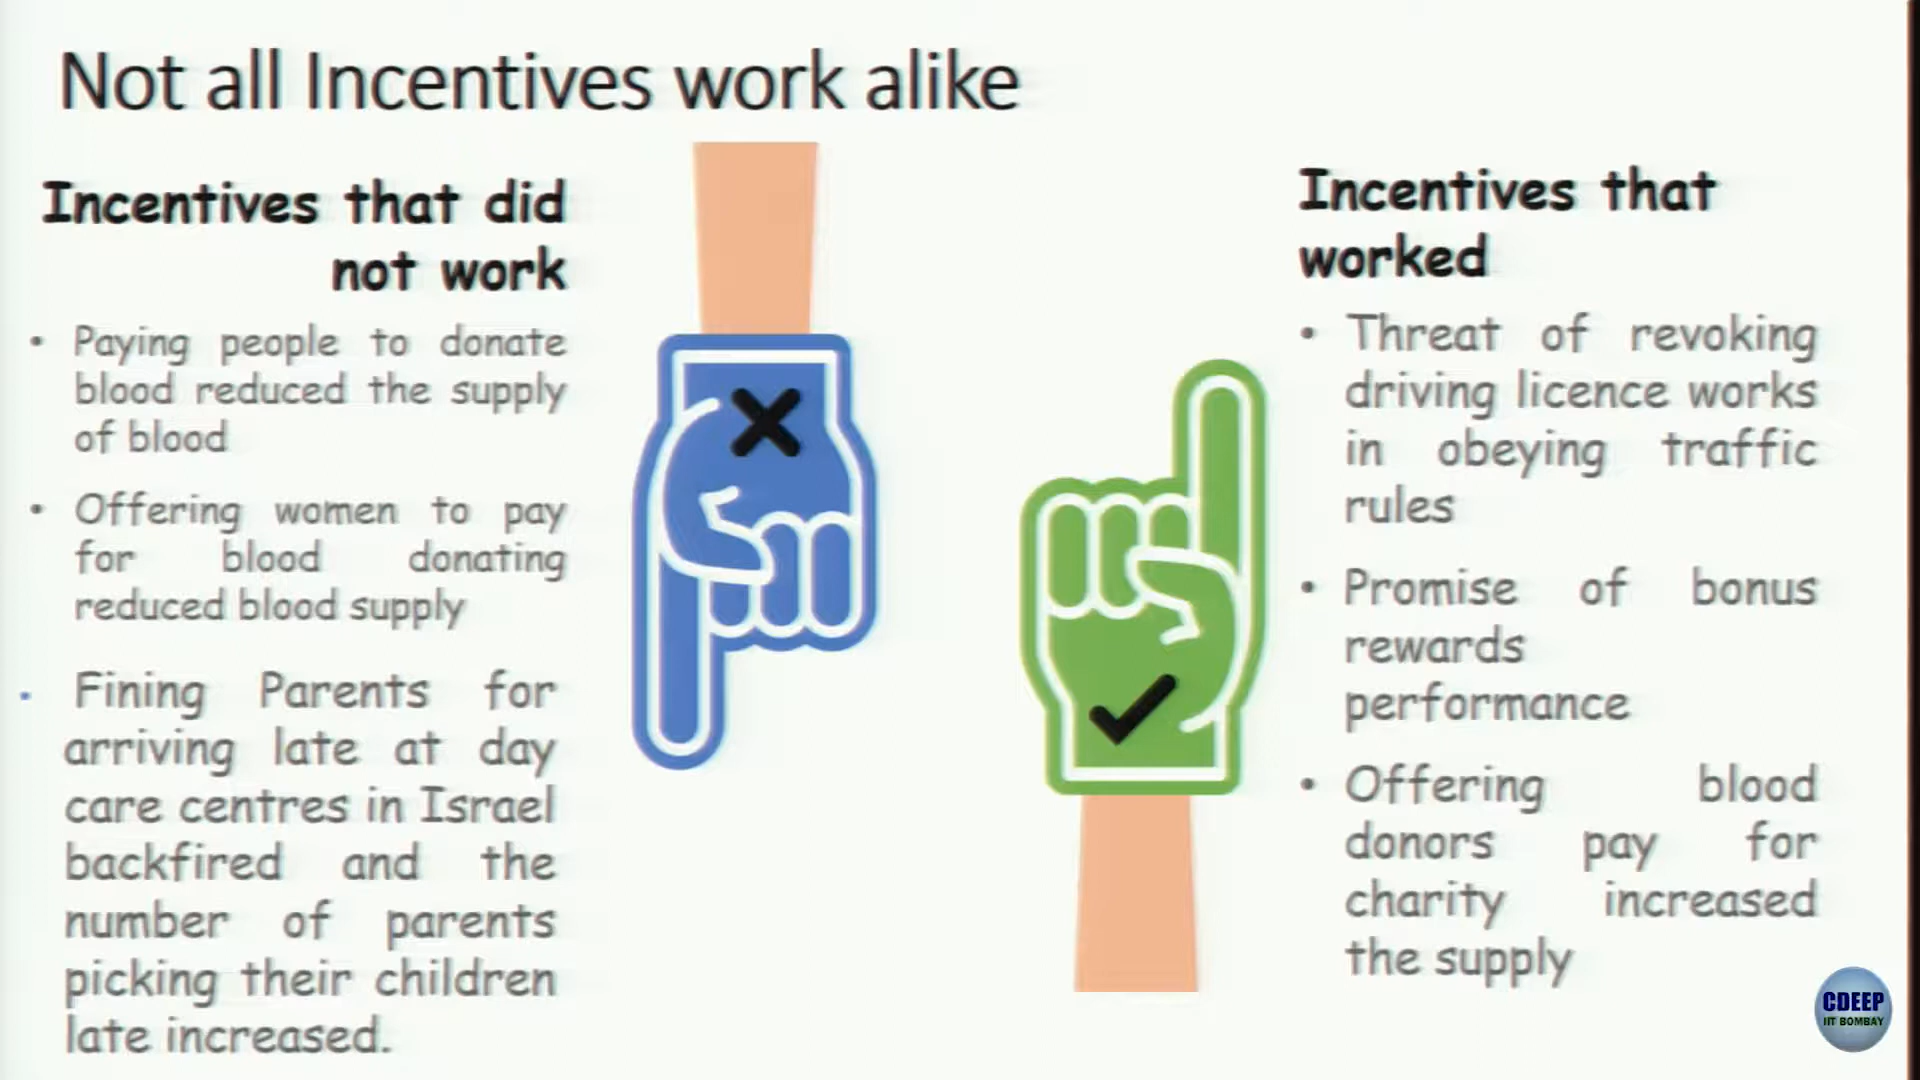 Not all Incentives work alike
Incentives that did
not work
• Paying people to donate
blood reduced the supply
of blood
• Offering women to pay
for blood donating
reduced blood supply
• Fining Parents for
arriving late at day
care centres in Israel
backfired and the
number of parents
picking their children
late increased.
Incentives that
worked
• Threat of revoking
driving licence works
in obeying traffic
rules
• Promise of bonus
rewards
performance
• Offering blood
donors pay for
charity increased
the supply
CDEEP
IIT BOMBAY